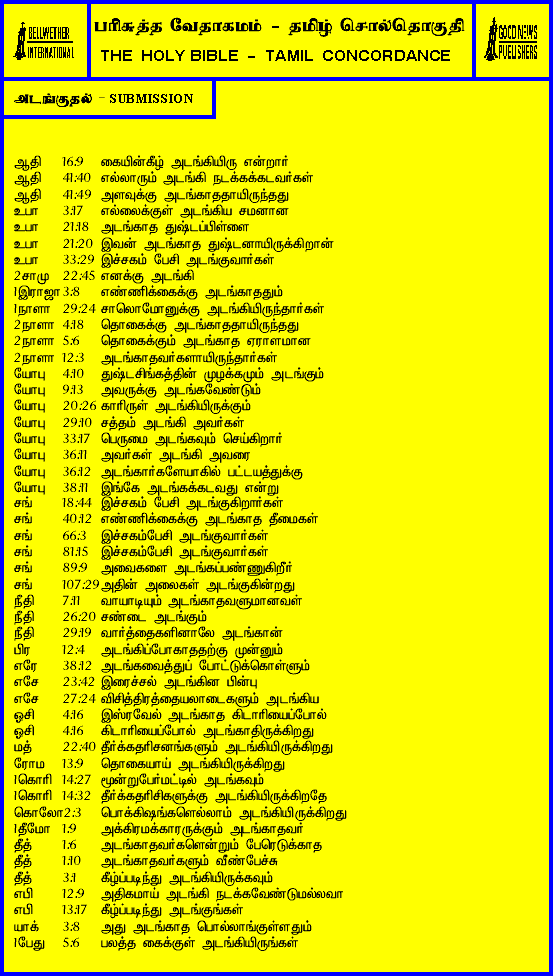 BELLWETHER
INTERNATIONAL
பரிசுத்த வேதாகமம் - தமிழ் சொல்தொகுதி
THE HOLY BIBLE - TAMIL CONCORDANCE
GOOD NEWS
PUBLISHERS
அடங்குதல் - SUBMISSION
ஆதி 16:9 கையின்கீழ் அடங்கியிரு என்றார்
ஆதி 41:40 எல்லாரும் அடங்கி நடக்கக்கடவர்கள்
ஆதி 41:49 அளவுக்கு அடங்காததாயிருந்தது
உபா 3:17 எல்லைக்குள் அடங்கிய சமனான
உபா 21:18 அடங்காத துஷ்டப்பிள்ளை
உபா 21:20 இவன் அடங்காத துஷ்டனாயிருக்கிறான்
உபா 33:29 இச்சகம் பேசி அடங்குவார்கள்
2சாமு 22:45 எனக்கு அடங்கி
1இராஜா 3:8 எண்ணிக்கைக்கு அடங்காததும்
1நாளா 29:24 சாலொமோனுக்கு அடங்கியிருந்தார்கள்
2நாளா 4:18 தொகைக்கு அடங்காததாயிருந்தது
2நாளா 5:6 தொகைக்கும் அடங்காத ஏராளமான
2நாளா 12:3 அடங்காதவர்களாயிருந்தார்கள்
யோபு 4:10 துஷ்டசிங்கத்தின் முழக்கமும் அடங்கும்
யோபு 9:13 அவருக்கு அடங்கவேண்டும்
யோபு 20:26 காரிருள் அடங்கியிருக்கும்
யோபு 29:10 சத்தம் அடங்கி அவர்கள்
யோபு 33:17 பெருமை அடங்கவும் செய்கிறார்
யோபு 36:11 அவர்கள் அடங்கி அவரை
யோபு 36:12 அடங்கார்களேயாகில் பட்டயத்துக்கு
யோபு 38:11 இங்கே அடங்கக்கடவது என்று
சங் 18:44 இச்சகம் பேசி அடங்குகிறார்கள்
சங் 40:12 எண்ணிக்கைக்கு அடங்காத தீமைகள்
சங் 66:3 இச்சகம்பேசி அடங்குவார்கள்
சங் 81:15 இச்சகம்பேசி அடங்குவார்கள்
சங் 89:9 அவைகளை அடங்கப்பண்ணுகிறீர்
சங் 107:29 அதின் அலைகள் அடங்குகின்றது
நீதி 7:11 வாயாடியும் அடங்காதவளுமானவள்
நீதி 26:20 சண்டை அடங்கும்
நீதி 29:19 வார்த்தைகளினாலே அடங்கான்
பிர 12:4 அடங்கிப்போகாததற்கு முன்னும்
எரே 38:12 அடங்கவைத்துப் போட்டுக்கொள்ளும்
எசே 23:42 இரைச்சல் அடங்கின பின்பு
எசே 27:24 விசித்திரத்தையலாடைகளும் அடங்கிய
ஓசி 4:16 இஸ்ரவேல் அடங்காத கிடாரியைப்போல்
ஓசி 4:16 கிடாரியைப்போல் அடங்காதிருக்கிறது
மத் 22:40 தீர்க்கதரிசனங்களும் அடங்கியிருக்கிறது
ரோம 13:9 தொகையாய் அடங்கியிருக்கிறது
1கொரி 14:27 மூன்றுபேர்மட்டில் அடங்கவும்
1கொரி 14:32 தீர்க்கதரிசிகளுக்கு அடங்கியிருக்கிறதே
கொலோ 2:3 பொக்கிஷங்களெல்லாம் அடங்கியிருக்கிறது
1தீமோ 1:9 அக்கிரமக்காரருக்கும் அடங்காதவர்
தீத் 1:6 அடங்காதவர்களென்றும் பேரெடுக்காத
தீத் 1:10 அடங்காதவர்களும் வீண்பேச்சு
தீத் 3:1 கீழ்ப்படிந்து அடங்கியிருக்கவும்
எபி 12:9 அதிகமாய் அடங்கி நடக்கவேண்டுமல்லவா
எபி 13:17 கீழ்ப்படிந்து அடங்குங்கள்
யாக் 3:8 அது அடங்காத பொல்லாங்குள்ளதும்
1பேது 5:6 பலத்த கைக்குள் அடங்கியிருங்கள்